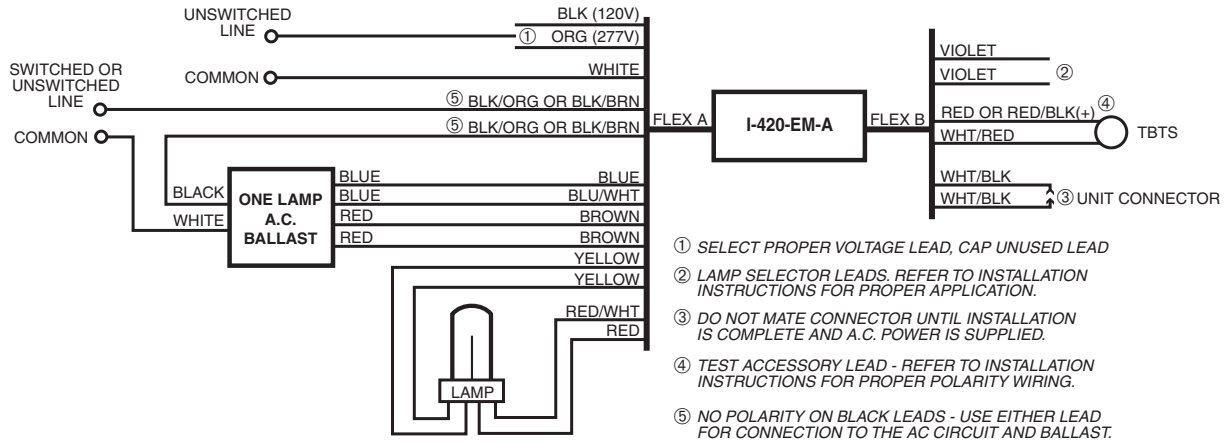 UNSWITCHED
LINE
BLK (120V)
① ORG (277V)
COMMON
WHITE
SWITCHED OR
UNSWITCHED
LINE
⑤ BLK/ORG OR BLK/BRN
COMMON
⑤ BLK/ORG OR BLK/BRN
BLACK
WHITE
ONE LAMP
A.C.
BALLAST
BLUE
BLUE
RED
RED
BLUE
BLU/WHT
BROWN
BROWN
YELLOW
YELLOW
RED/WHT
RED
LAMP
FLEX A
I-420-EM-A
FLEX B
VIOLET
VIOLET ②
RED OR RED/BLK(+) ④
WHT/RED
TBTS
WHT/BLK
WHT/BLK
③ UNIT CONNECTOR
① SELECT PROPER VOLTAGE LEAD, CAP UNUSED LEAD
② LAMP SELECTOR LEADS. REFER TO INSTALLATION
INSTRUCTIONS FOR PROPER APPLICATION.
③ DO NOT MATE CONNECTOR UNTIL INSTALLATION
IS COMPLETE AND A.C. POWER IS SUPPLIED.
④ TEST ACCESSORY LEAD - REFER TO INSTALLATION
INSTRUCTIONS FOR PROPER POLARITY WIRING.
⑤ NO POLARITY ON BLACK LEADS - USE EITHER LEAD
FOR CONNECTION TO THE AC CIRCUIT AND BALLAST.